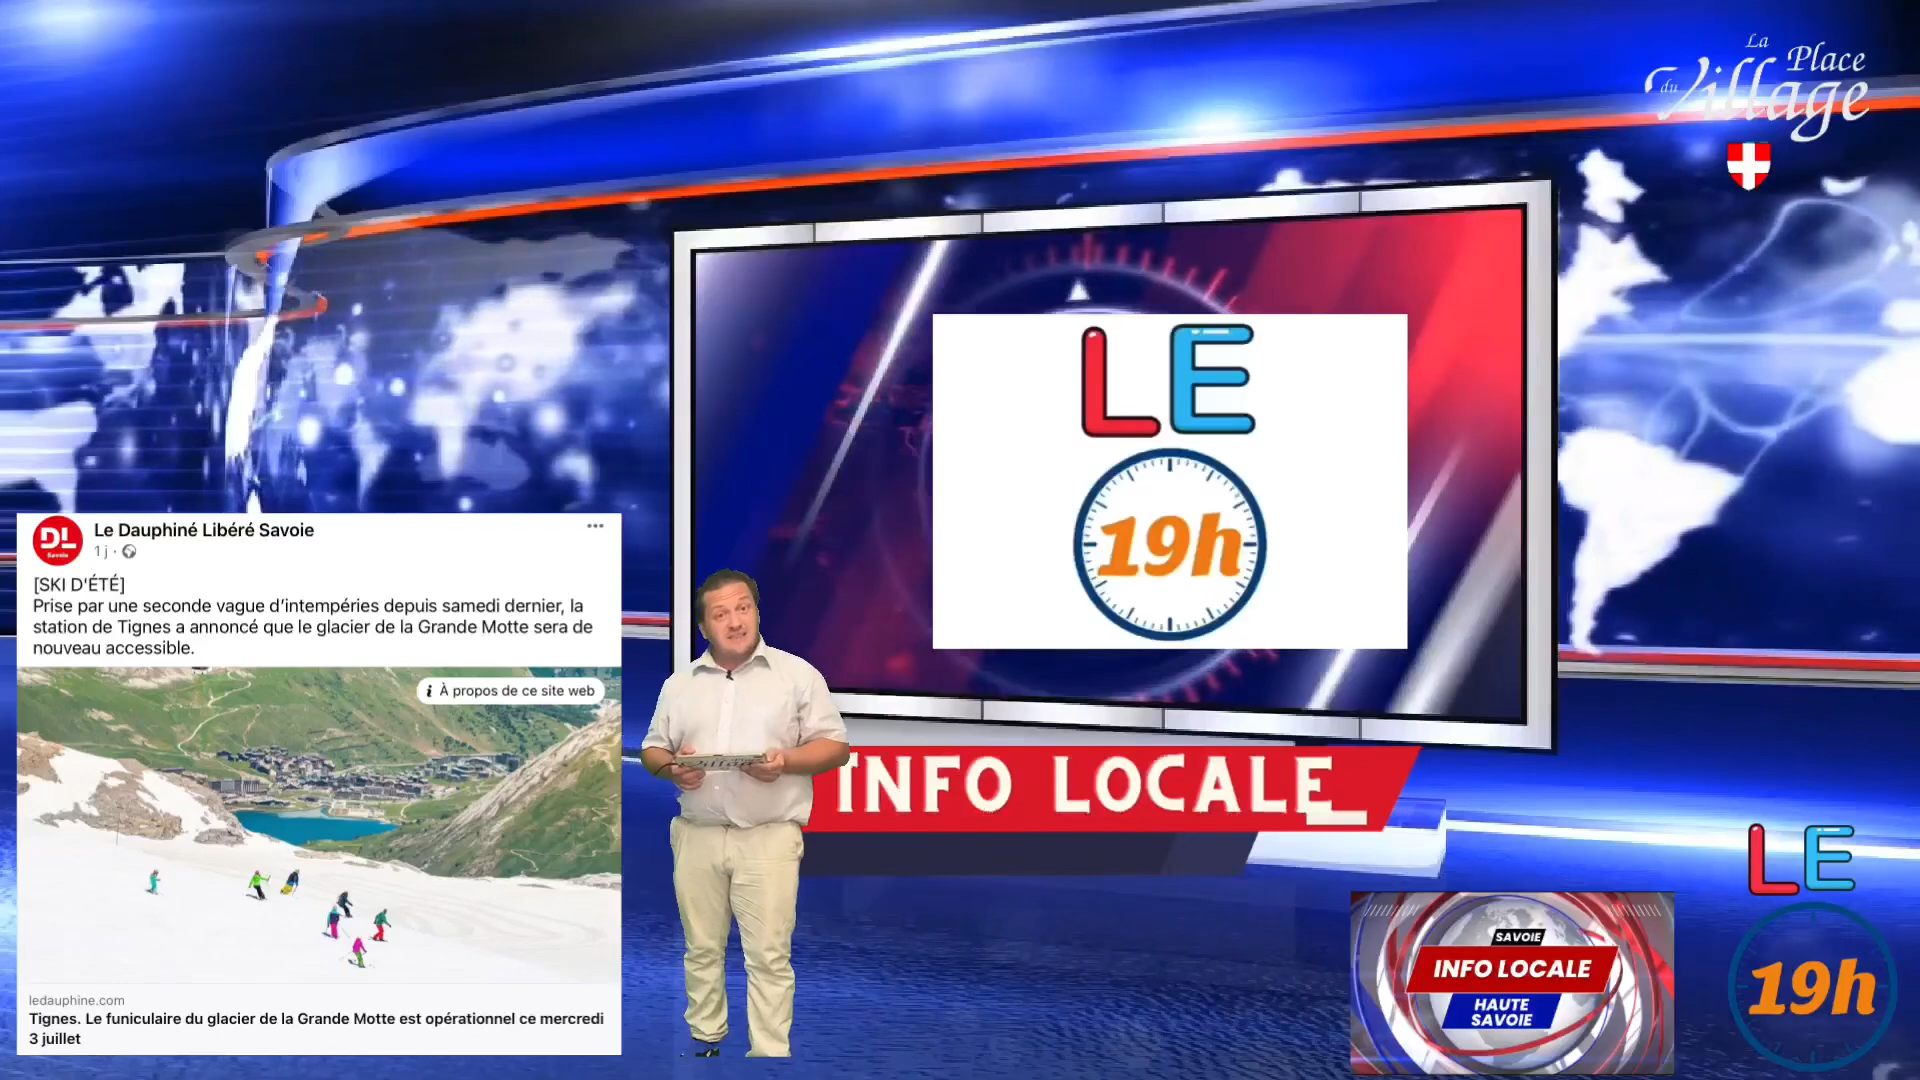 La Place
du Village
LE
19h
INFO LOCALE
DL
Savoie
Le Dauphiné Libéré Savoie
1 j ·
[SKI D'ÉTÉ]
Prise par une seconde vague d'intempéries depuis samedi dernier, la
station de Tignes a annoncé que le glacier de la Grande Motte sera de
nouveau accessible.
i À propos de ce site web
ledauphine.com
Tignes. Le funiculaire du glacier de la Grande Motte est opérationnel ce mercredi
3 juillet
SAVOIE
INFO LOCALE
HAUTE
SAVOIE
LE
19h